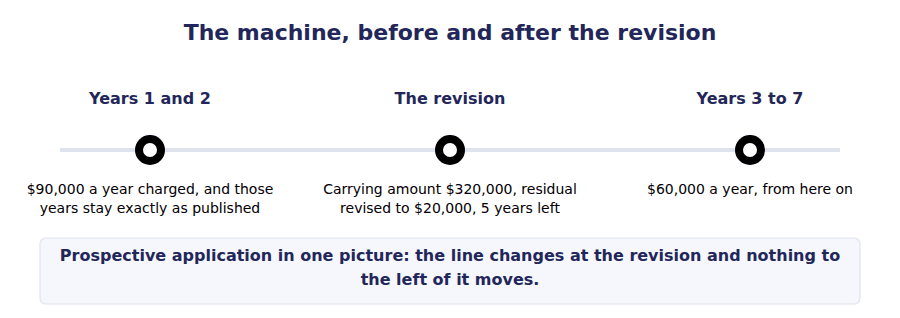 The machine, before and after the revision
Years 1 and 2
The revision
Years 3 to 7
$90,000 a year charged, and those
years stay exactly as published
Carrying amount $320,000, residual
revised to $20,000, 5 years left
$60,000 a year, from here on
Prospective application in one picture: the line changes at the revision and nothing to
the left of it moves.